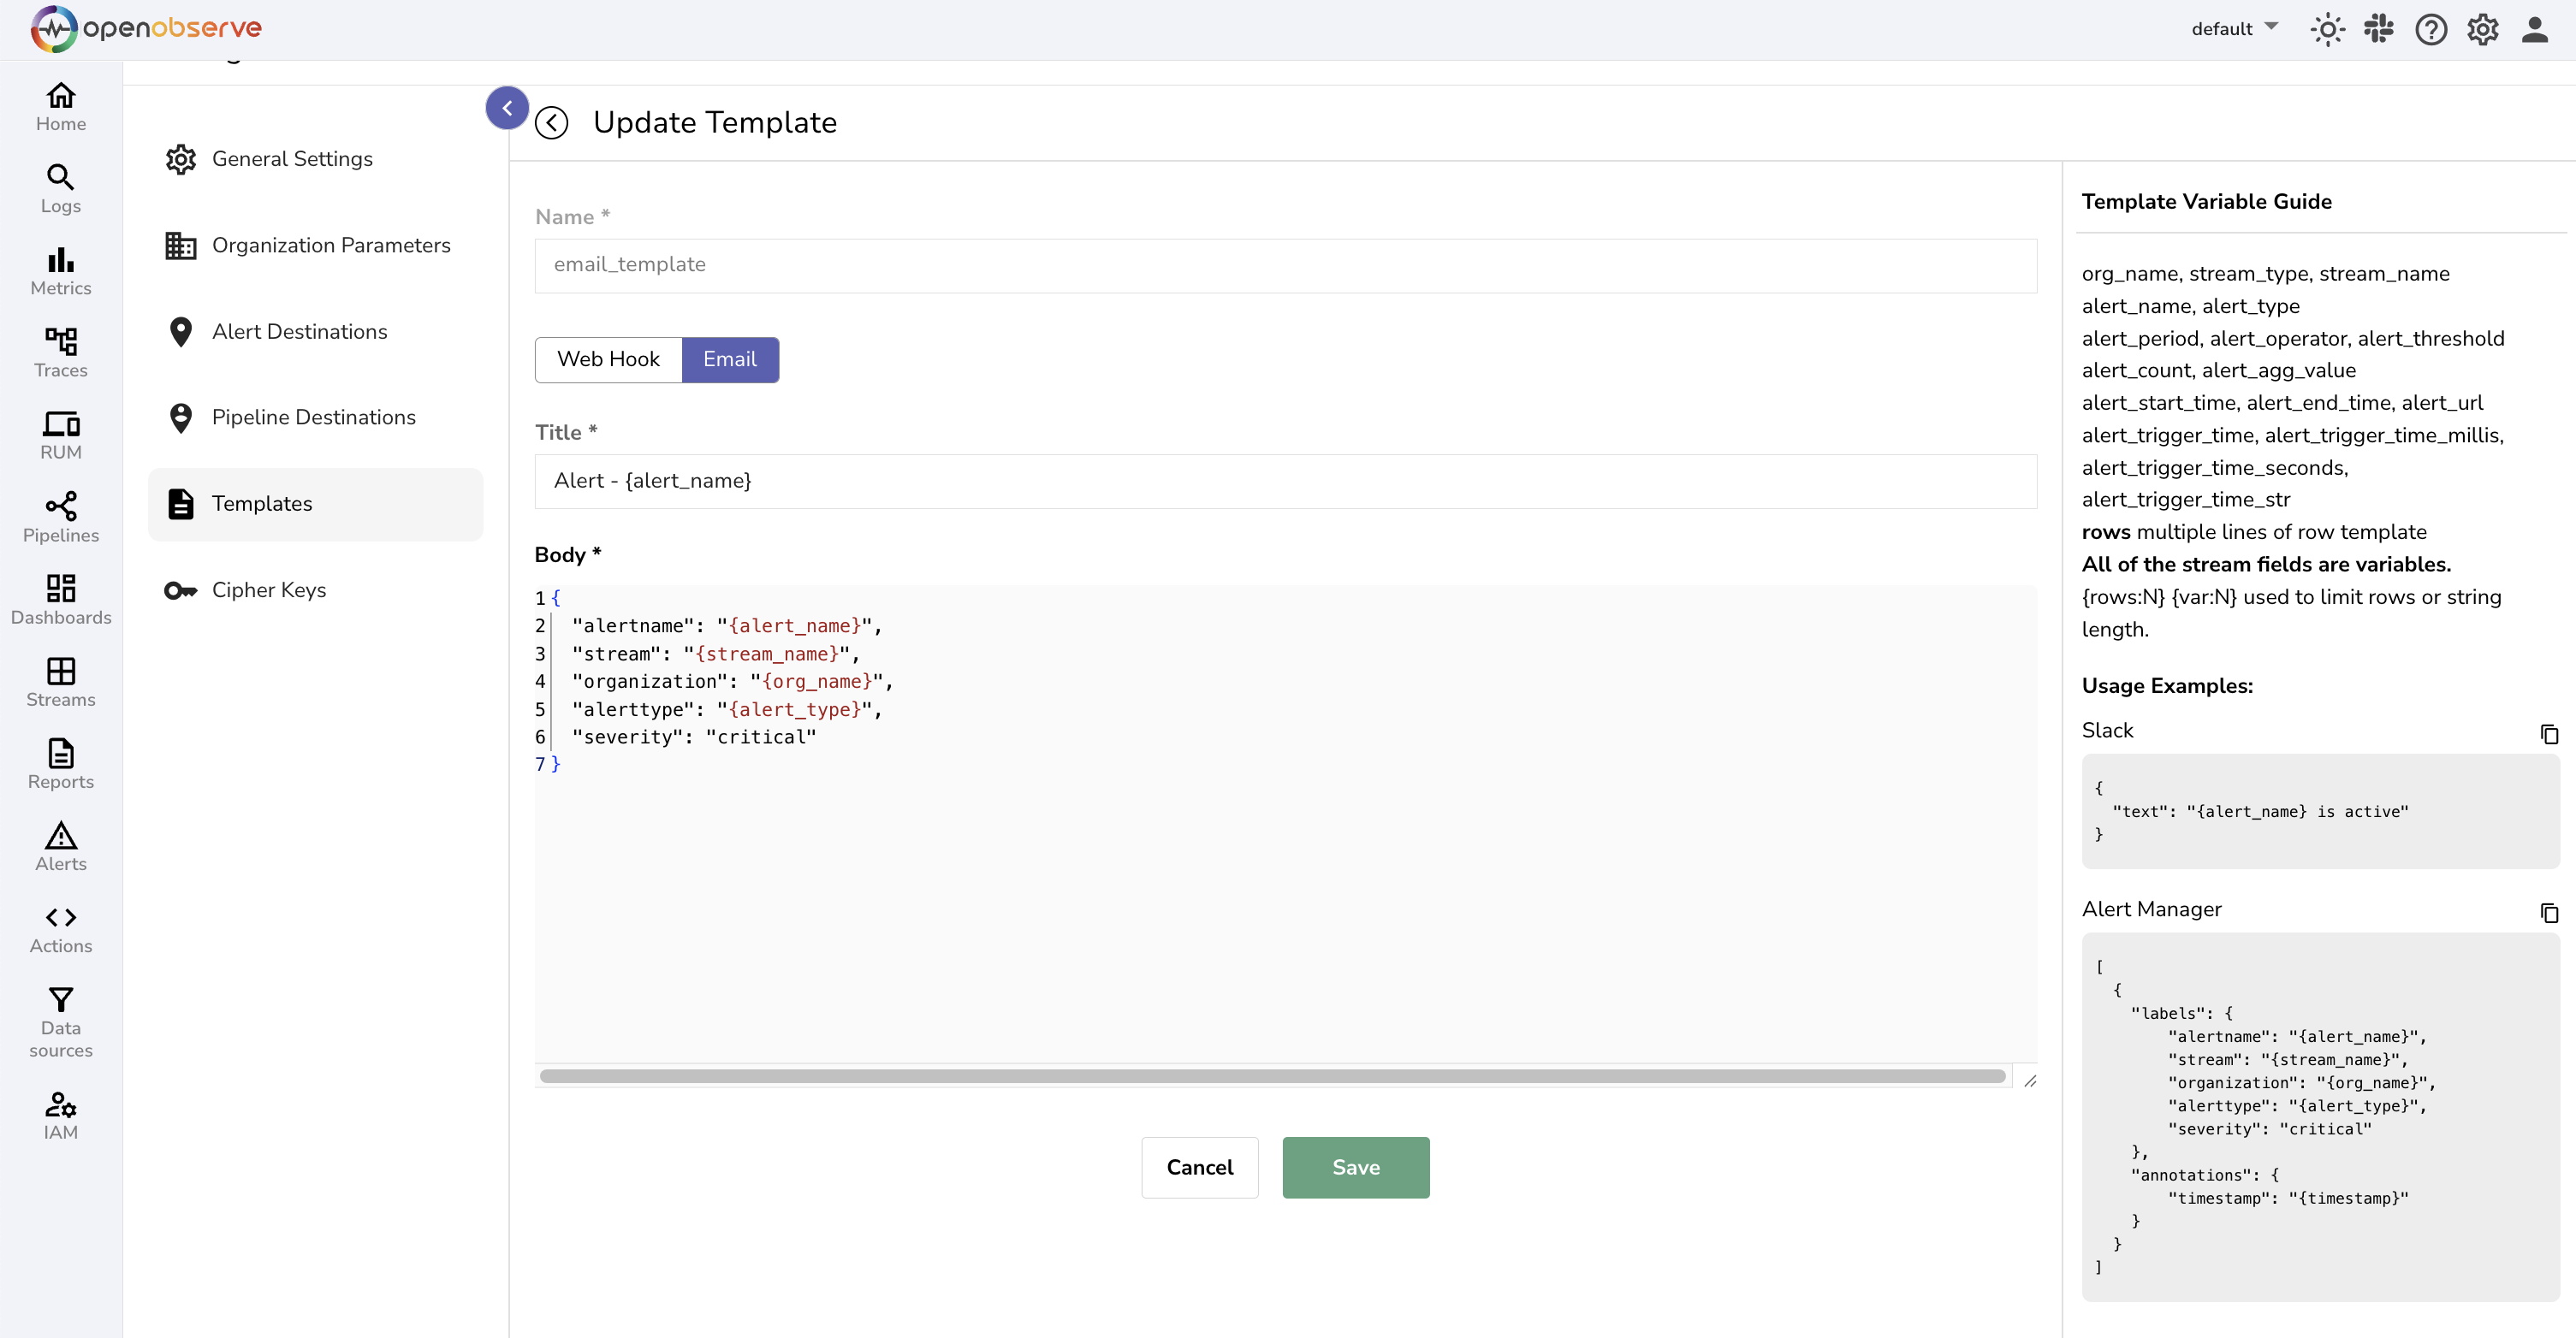 openobserve
default
Home
Logs
Metrics
Traces
RUM
Pipelines
Dashboards
Streams
Reports
Alerts
Actions
Data
sources
IAM
General Settings
Organization Parameters
Alert Destinations
Pipeline Destinations
Templates
Cipher Keys
Update Template
Name *
email_template
Web Hook
Email
Title *
Alert - {alert_name}
Body *
1 {
2 "alertname": "{alert_name}",
3 "stream": "{stream_name}",
4 "organization": "{org_name}",
5 "alerttype": "{alert_type}",
6 "severity": "critical"
7 }
Cancel
Save
Template Variable Guide
org_name, stream_type, stream_name
alert_name, alert_type
alert_period, alert_operator, alert_threshold
alert_count, alert_agg_value
alert_start_time, alert_end_time, alert_url
alert_trigger_time, alert_trigger_time_millis,
alert_trigger_time_seconds,
alert_trigger_time_str
rows multiple lines of row template
All of the stream fields are variables.
{rows:N} {var:N} used to limit rows or string
length.
Usage Examples:
Slack
{
"text": "{alert_name} is active"
}
Alert Manager
[
{
"labels": {
"alertname": "{alert_name}",
"stream": "{stream_name}",
"organization": "{org_name}",
"alerttype": "{alert_type}",
"severity": "critical"
},
"annotations": {
"timestamp": "{timestamp}"
}
}
]